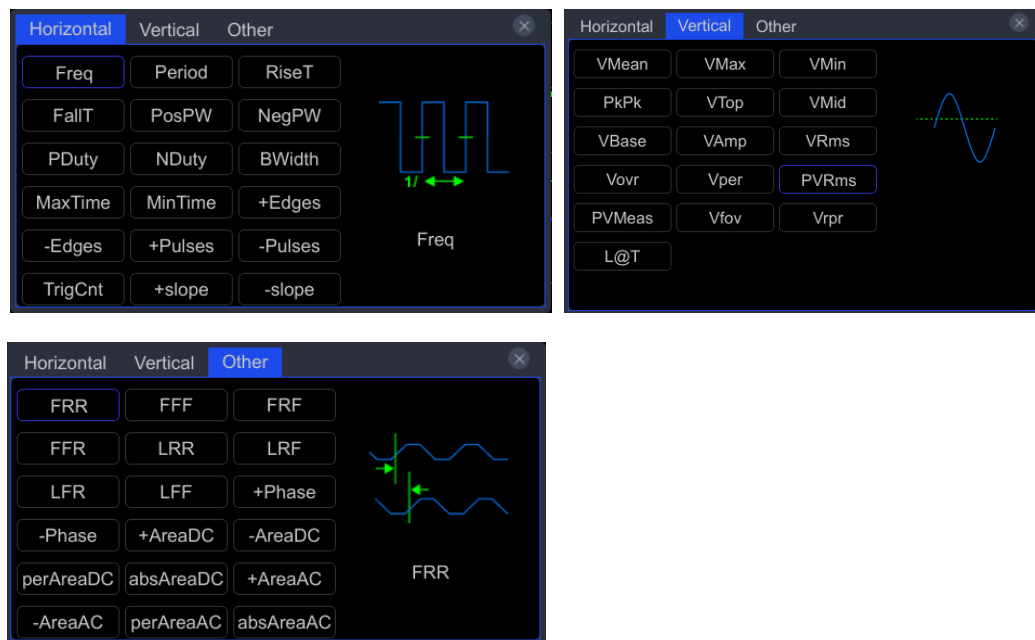 Horizontal Vertical Other
Freq Period RiseT
FallT PosPW NegPW
PDuty NDuty BWidth
MaxTime MinTime +Edges
-Edges +Pulses -Pulses
TrigCnt +slope -slope
1/
Freq
Horizontal Vertical Other
VMean VMax VMin
PkPk VTop VMid
VBase VAmp VRms
Vovr Vper PVRms
PVMeas Vfov Vrpr
L@T
Horizontal Vertical Other
FRR FFF FRF
FFR LRR LRF
LFR LFF +Phase
-Phase +AreaDC -AreaDC
perAreaDC absAreaDC +AreaAC
-AreaAC perAreaAC absAreaAC
FRR